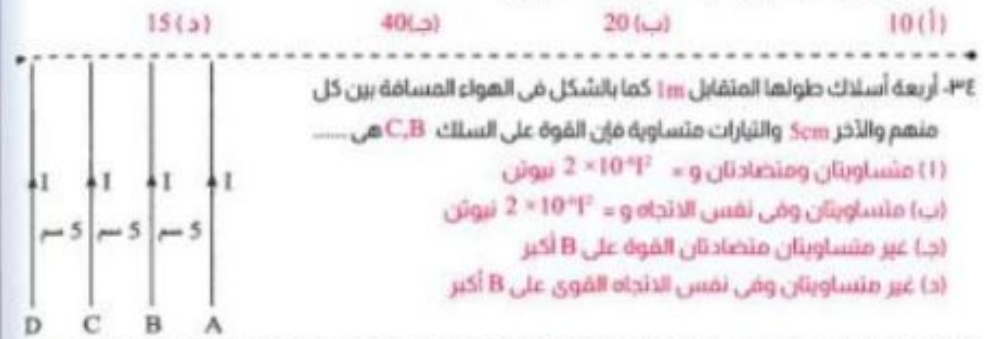 (أ) 10 (ب) 20 (جـ) 40 (د) 15
٣٤- أربعة أسلاك طولها المتقابل 1m كما بالشكل فى الهواء المسافة بين كل
منهم والآخر 5cm والتيارات متساوية فإن القوة على السلك C,B هى ......
(١) متساويتان ومتضادتان و = 2 ×10 نيوتن
(ب) متساويتان وفى نفس الاتجاه و = 2 ×10 نيوتن
(جـ) غير متساويتان متضادتان القوة على B أكبر
(د) غير متساويتان وفى نفس الاتجاه القوى على B أكبر
I I I I
5 سم 5 سم 5 سم
D C B A